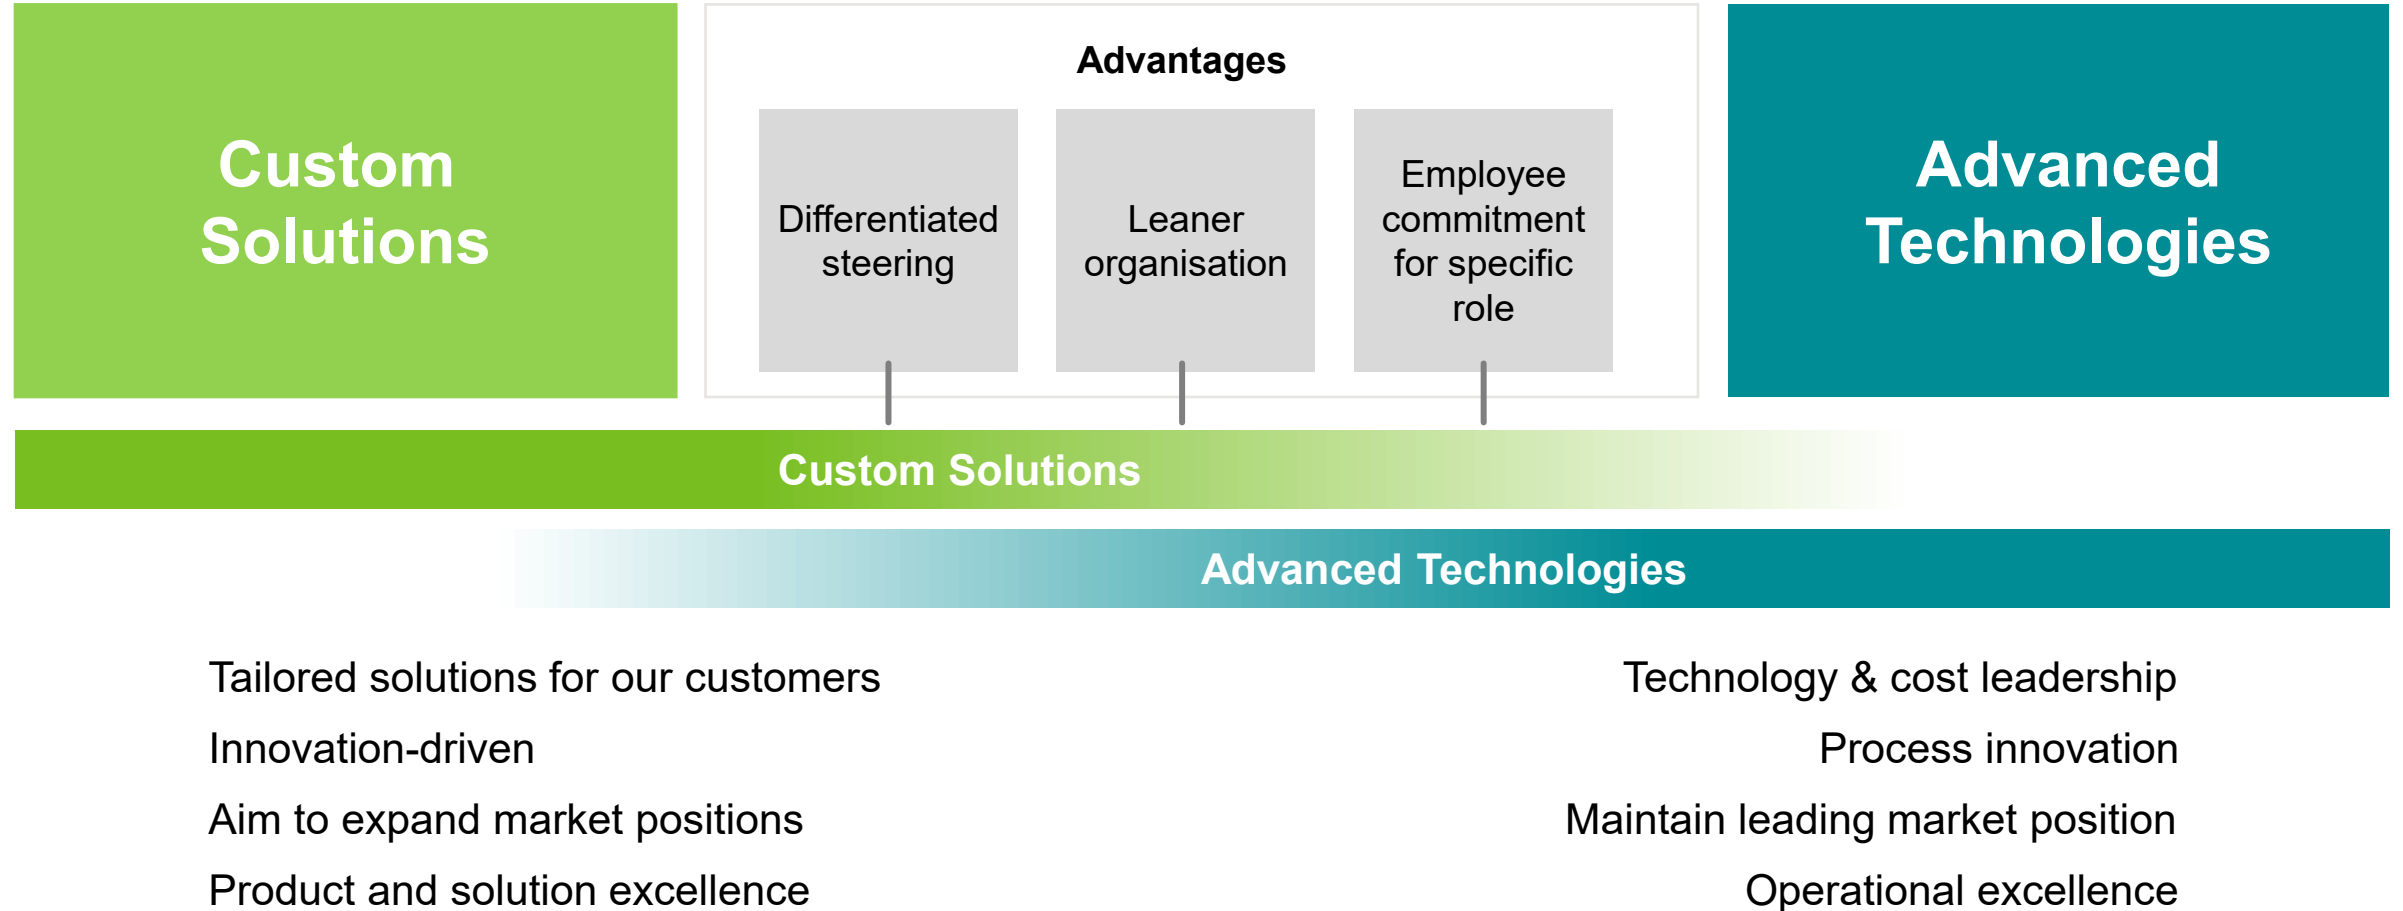 Custom
Solutions
Advantages
Differentiated
steering
Leaner
organisation
Employee
commitment
for specific
role
Advanced
Technologies
Custom Solutions
Advanced Technologies
Tailored solutions for our customers
Technology & cost leadership
Innovation-driven
Process innovation
Aim to expand market positions
Maintain leading market position
Product and solution excellence
Operational excellence